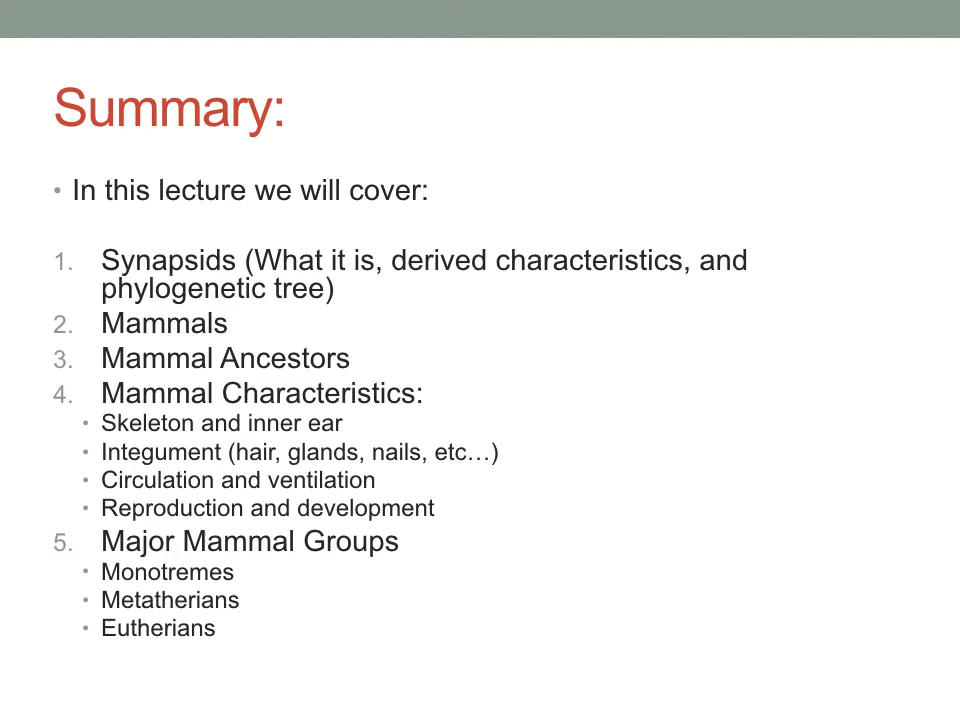 Summary:
• In this lecture we will cover:
1. Synapsids (What it is, derived characteristics, and
phylogenetic tree)
2. Mammals
3. Mammal Ancestors
4. Mammal Characteristics:
• Skeleton and inner ear
• Integument (hair, glands, nails, etc…)
• Circulation and ventilation
• Reproduction and development
5. Major Mammal Groups
• Monotremes
• Metatherians
• Eutherians